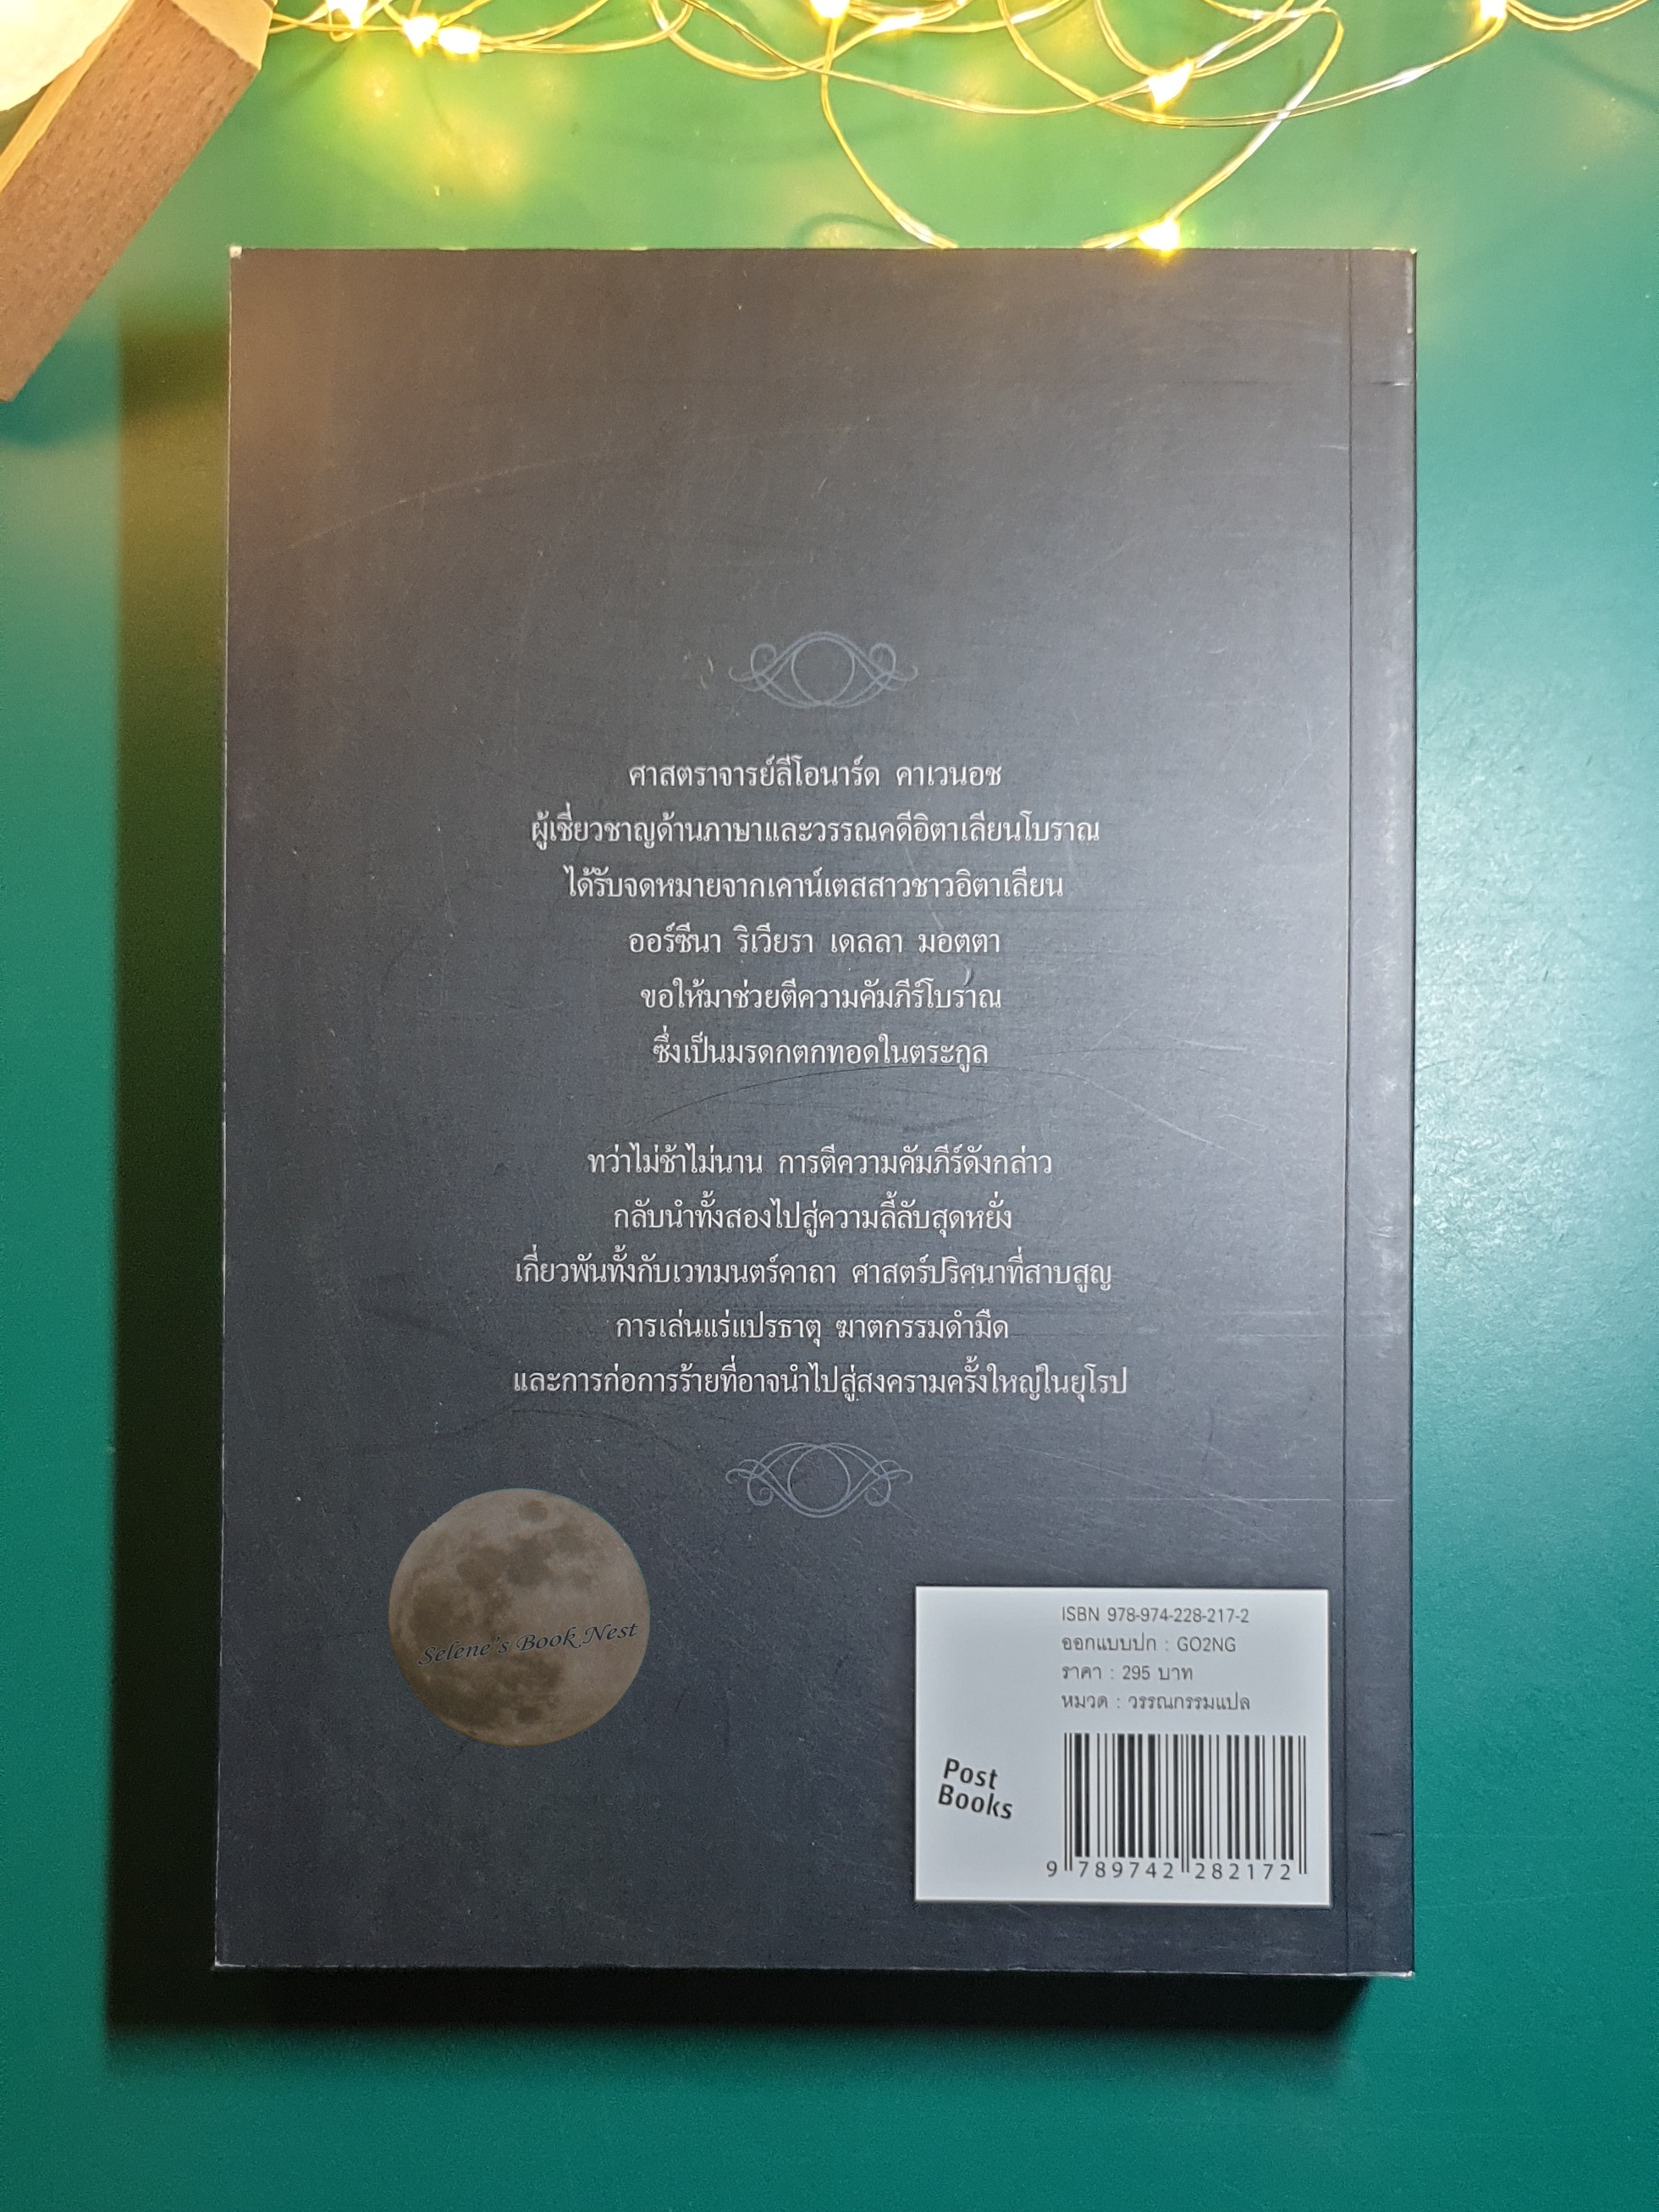 ศาสตราจารย์ลีโอนาร์ด คาเวนอช
ผู้เชี่ยวชาญด้านภาษาและวรรณคดีอิตาเลียนโบราณ
ได้รับจดหมายจากเคาน์เตสสาวชาวอิตาเลียน
ออร์ซีนา ริเวียรา เดลลา มอตตา
ขอให้มาช่วยตีความคัมภีร์โบราณ
ซึ่งเป็นมรดกตกทอดในตระกูล
ทว่าไม่ช้าไม่นาน การตีความคัมภีร์ดังกล่าว
กลับนำทั้งสองไปสู่ความลี้ลับสุดหยั่ง
เกี่ยวพันทั้งกับเวทมนตร์คาถา ศาสตร์ปริศนาที่สาบสูญ
การเล่นแร่แปรธาตุ ฆาตกรรมดำมืด
และการก่อการร้ายที่อาจนำไปสู่สงครามครั้งใหญ่ในยุโรป
Selene's Book Nest
ISBN 978-974-228-217-2
ออกแบบปก : GO2NG
ราคา : 295 บาท
หมวด : วรรณกรรมแปล
Post
Books
9 789742 282172